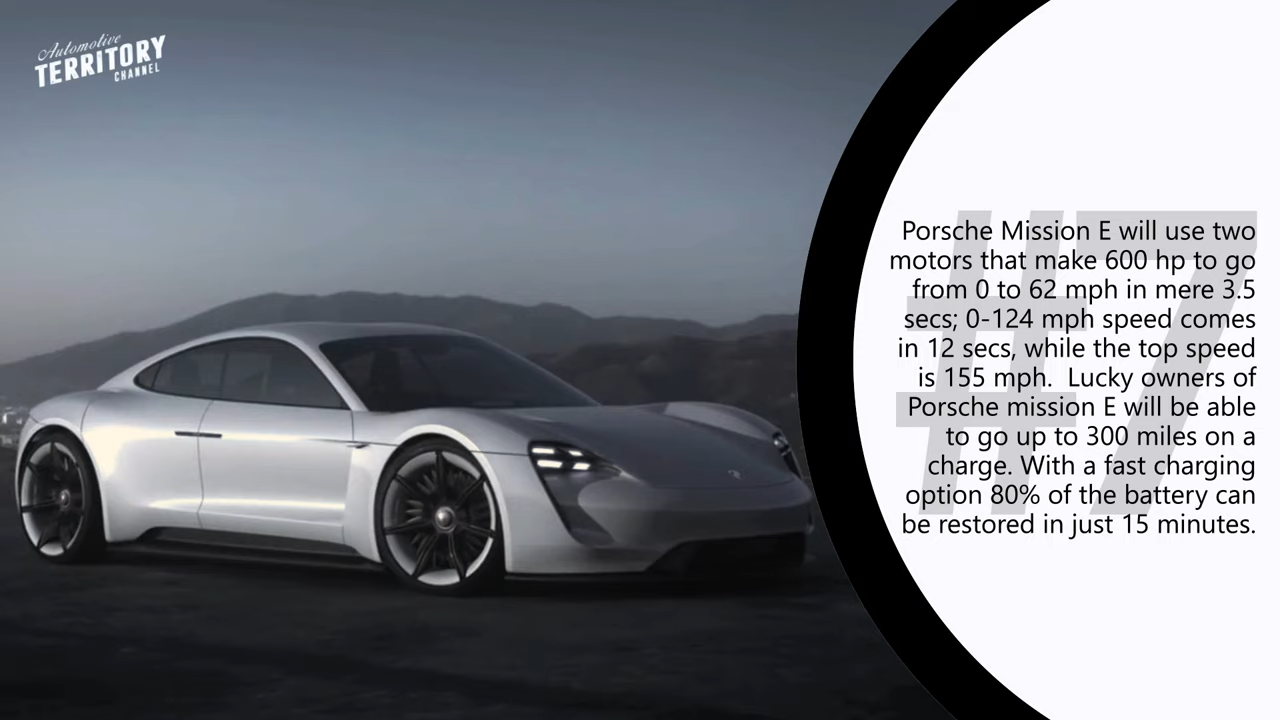 Automotive
TERRITORY
CHANNEL
#7
Porsche Mission E will use two
motors that make 600 hp to go
from 0 to 62 mph in mere 3.5
secs; 0-124 mph speed comes
in 12 secs, while the top speed
is 155 mph.  Lucky owners of
Porsche mission E will be able
to go up to 300 miles on a
charge. With a fast charging
option 80% of the battery can
be restored in just 15 minutes.